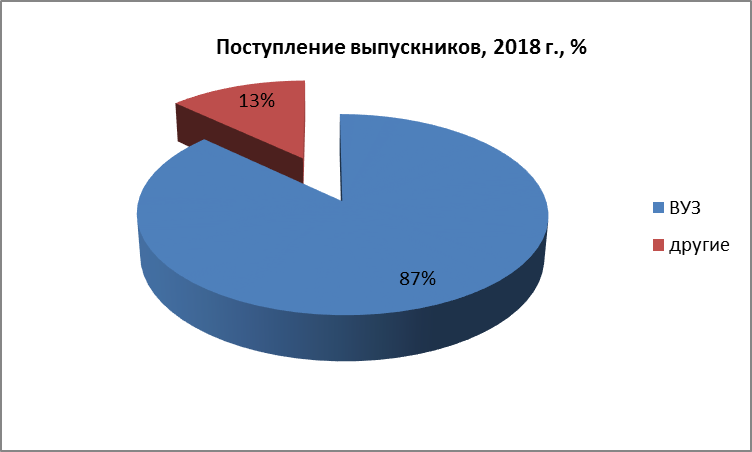 Поступление выпускников, 2018 г., %
13%
87%
ВУЗ
другие